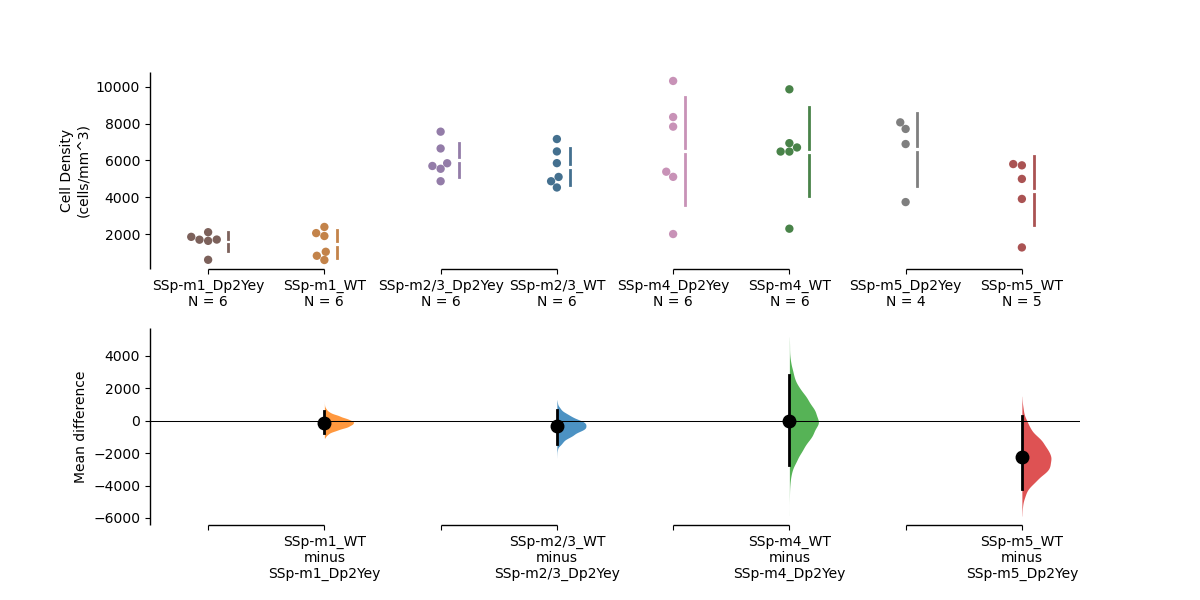 10000
8000
6000
4000
2000
Cell Density
(cells/mm^3)
SSp-m1_Dp2Yey
N = 6
SSp-m1_WT
N = 6
SSp-m2/3_Dp2Yey
N = 6
SSp-m2/3_WT
N = 6
SSp-m4_Dp2Yey
N = 6
SSp-m4_WT
N = 6
SSp-m5_Dp2Yey
N = 4
SSp-m5_WT
N = 5
4000
2000
0
−2000
−4000
−6000
Mean difference
SSp-m1_WT
minus
SSp-m1_Dp2Yey
SSp-m2/3_WT
minus
SSp-m2/3_Dp2Yey
SSp-m4_WT
minus
SSp-m4_Dp2Yey
SSp-m5_WT
minus
SSp-m5_Dp2Yey